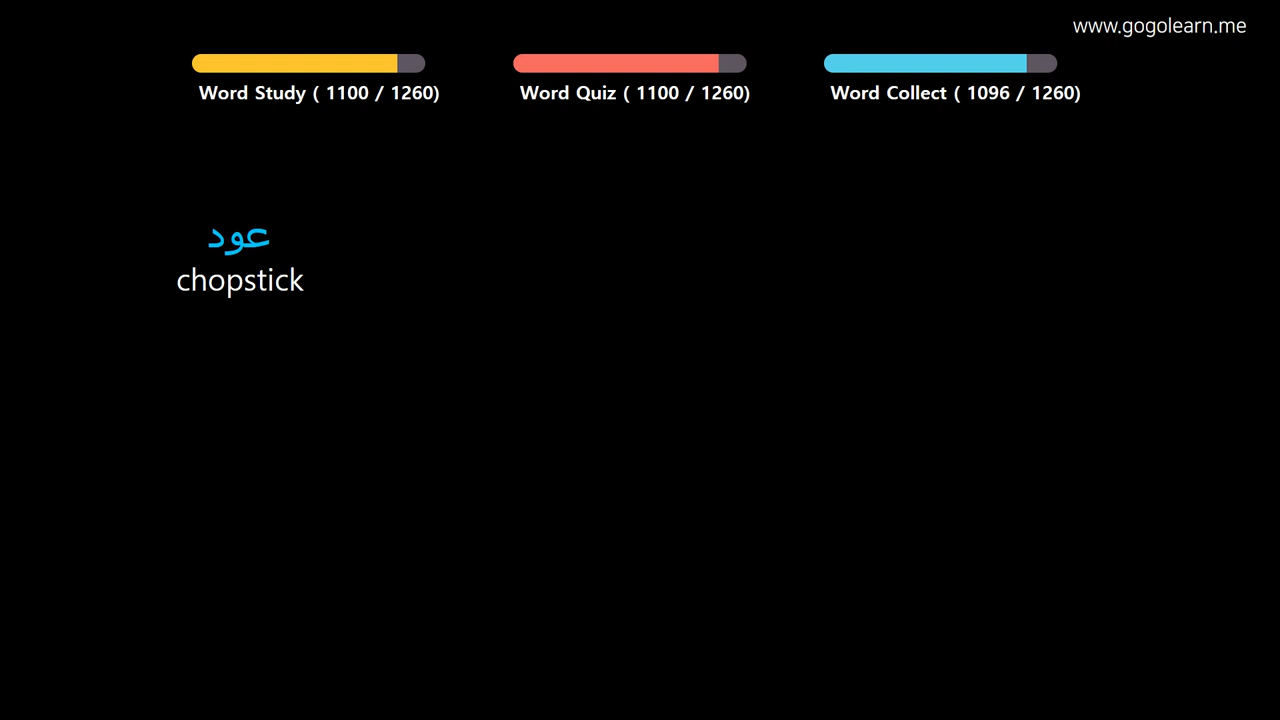 www.gogolearn.me
Word Study ( 1100 / 1260)
Word Quiz ( 1100 / 1260)
Word Collect ( 1096 / 1260)
عود
chopstick